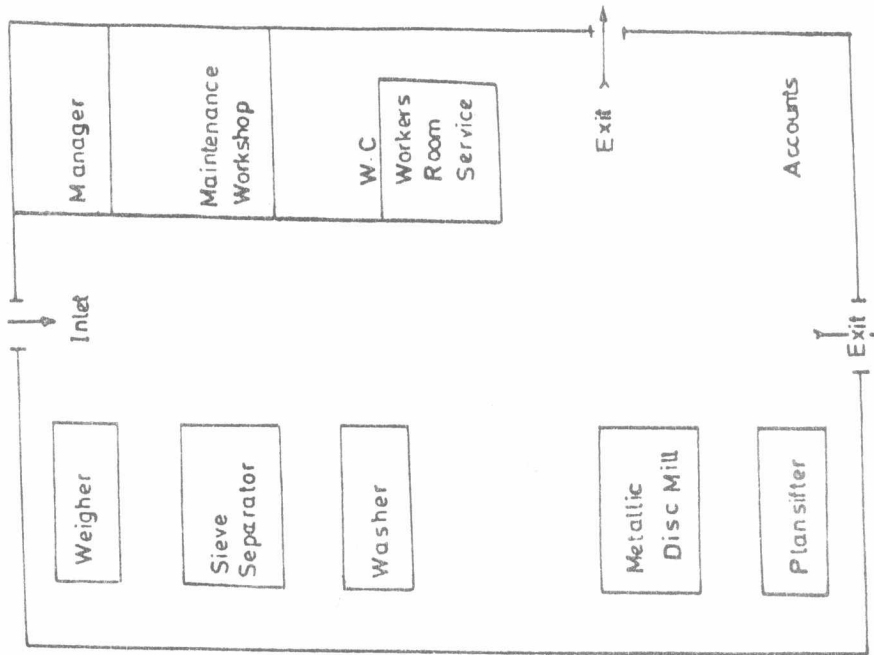 Manager
Maintenance
Workshop
W.C
Workers
Room
Service
Exit
Accounts
Inlet
Exit
Weigher
Sieve
Separator
Washer
Metallic
Disc Mill
Plansifter